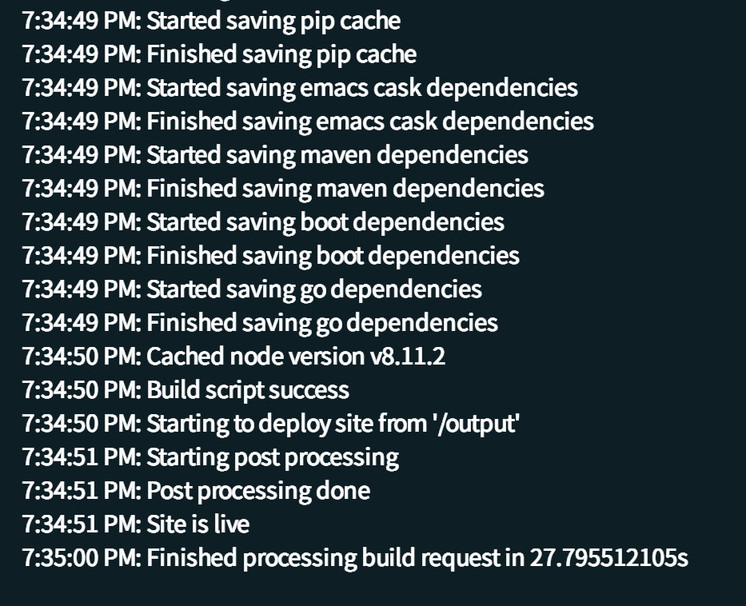 7:34:49 PM: Started saving pip cache
7:34:49 PM: Finished saving pip cache
7:34:49 PM: Started saving emacs cask dependencies
7:34:49 PM: Finished saving emacs cask dependencies
7:34:49 PM: Started saving maven dependencies
7:34:49 PM: Finished saving maven dependencies
7:34:49 PM: Started saving boot dependencies
7:34:49 PM: Finished saving boot dependencies
7:34:49 PM: Started saving go dependencies
7:34:49 PM: Finished saving go dependencies
7:34:50 PM: Cached node version v8.11.2
7:34:50 PM: Build script success
7:34:50 PM: Starting to deploy site from '/output'
7:34:51 PM: Starting post processing
7:34:51 PM: Post processing done
7:34:51 PM: Site is live
7:35:00 PM: Finished processing build request in 27.795512105s